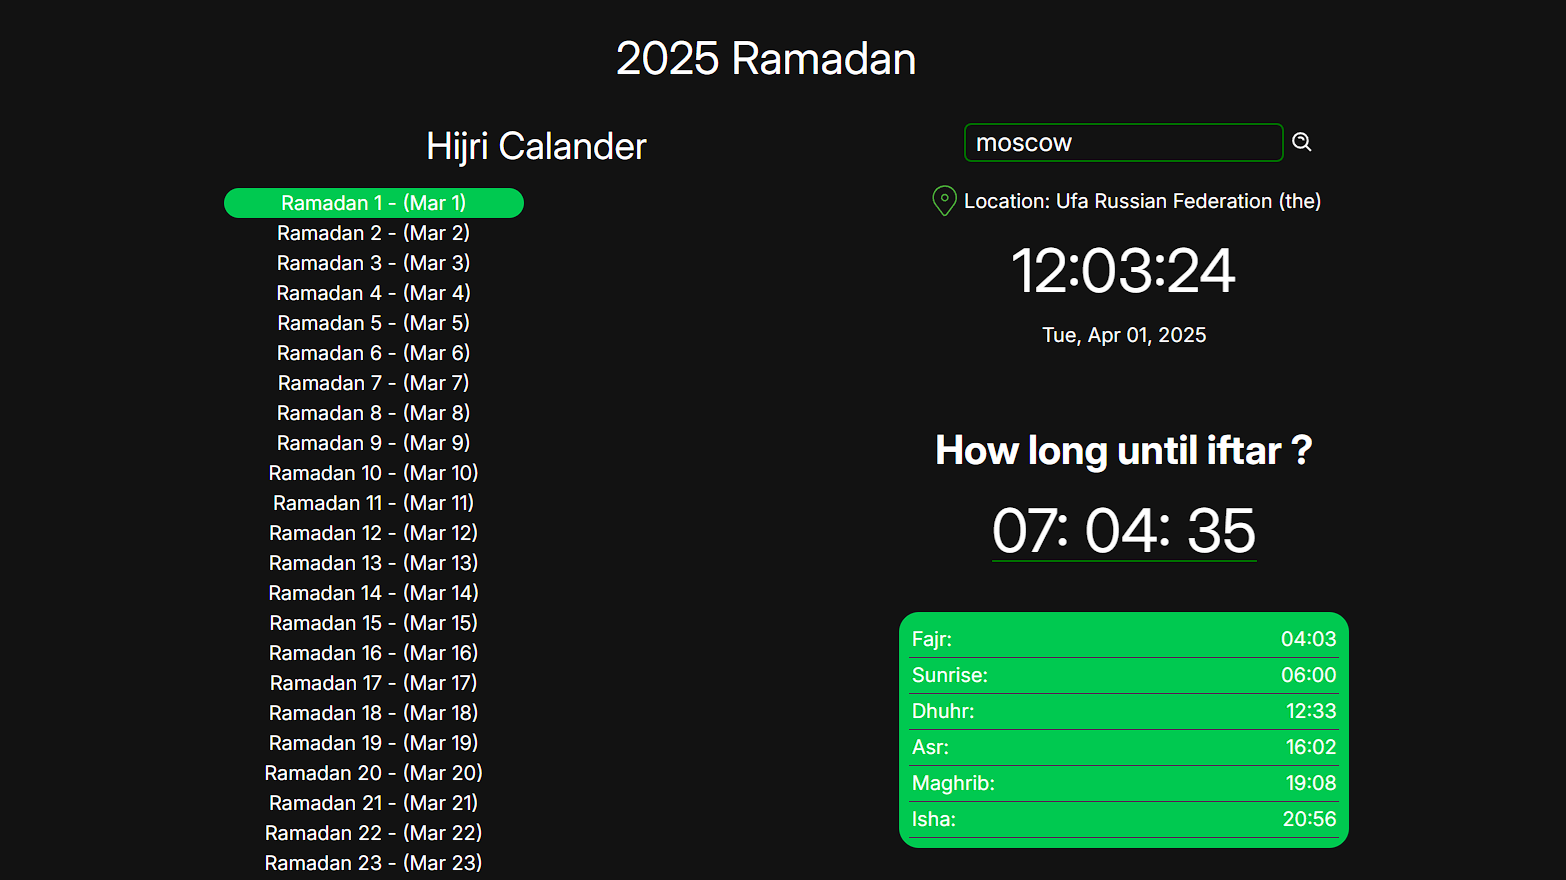 2025 Ramadan
Hijri Calander
Ramadan 1 - (Mar 1)
Ramadan 2 - (Mar 2)
Ramadan 3 - (Mar 3)
Ramadan 4 - (Mar 4)
Ramadan 5 - (Mar 5)
Ramadan 6 - (Mar 6)
Ramadan 7 - (Mar 7)
Ramadan 8 - (Mar 8)
Ramadan 9 - (Mar 9)
Ramadan 10 - (Mar 10)
Ramadan 11 - (Mar 11)
Ramadan 12 - (Mar 12)
Ramadan 13 - (Mar 13)
Ramadan 14 - (Mar 14)
Ramadan 15 - (Mar 15)
Ramadan 16 - (Mar 16)
Ramadan 17 - (Mar 17)
Ramadan 18 - (Mar 18)
Ramadan 19 - (Mar 19)
Ramadan 20 - (Mar 20)
Ramadan 21 - (Mar 21)
Ramadan 22 - (Mar 22)
Ramadan 23 - (Mar 23)
moscow
Location: Ufa Russian Federation (the)
12:03:24
Tue, Apr 01, 2025
How long until iftar ?
07: 04: 35
Fajr: 04:03
Sunrise: 06:00
Dhuhr: 12:33
Asr: 16:02
Maghrib: 19:08
Isha: 20:56